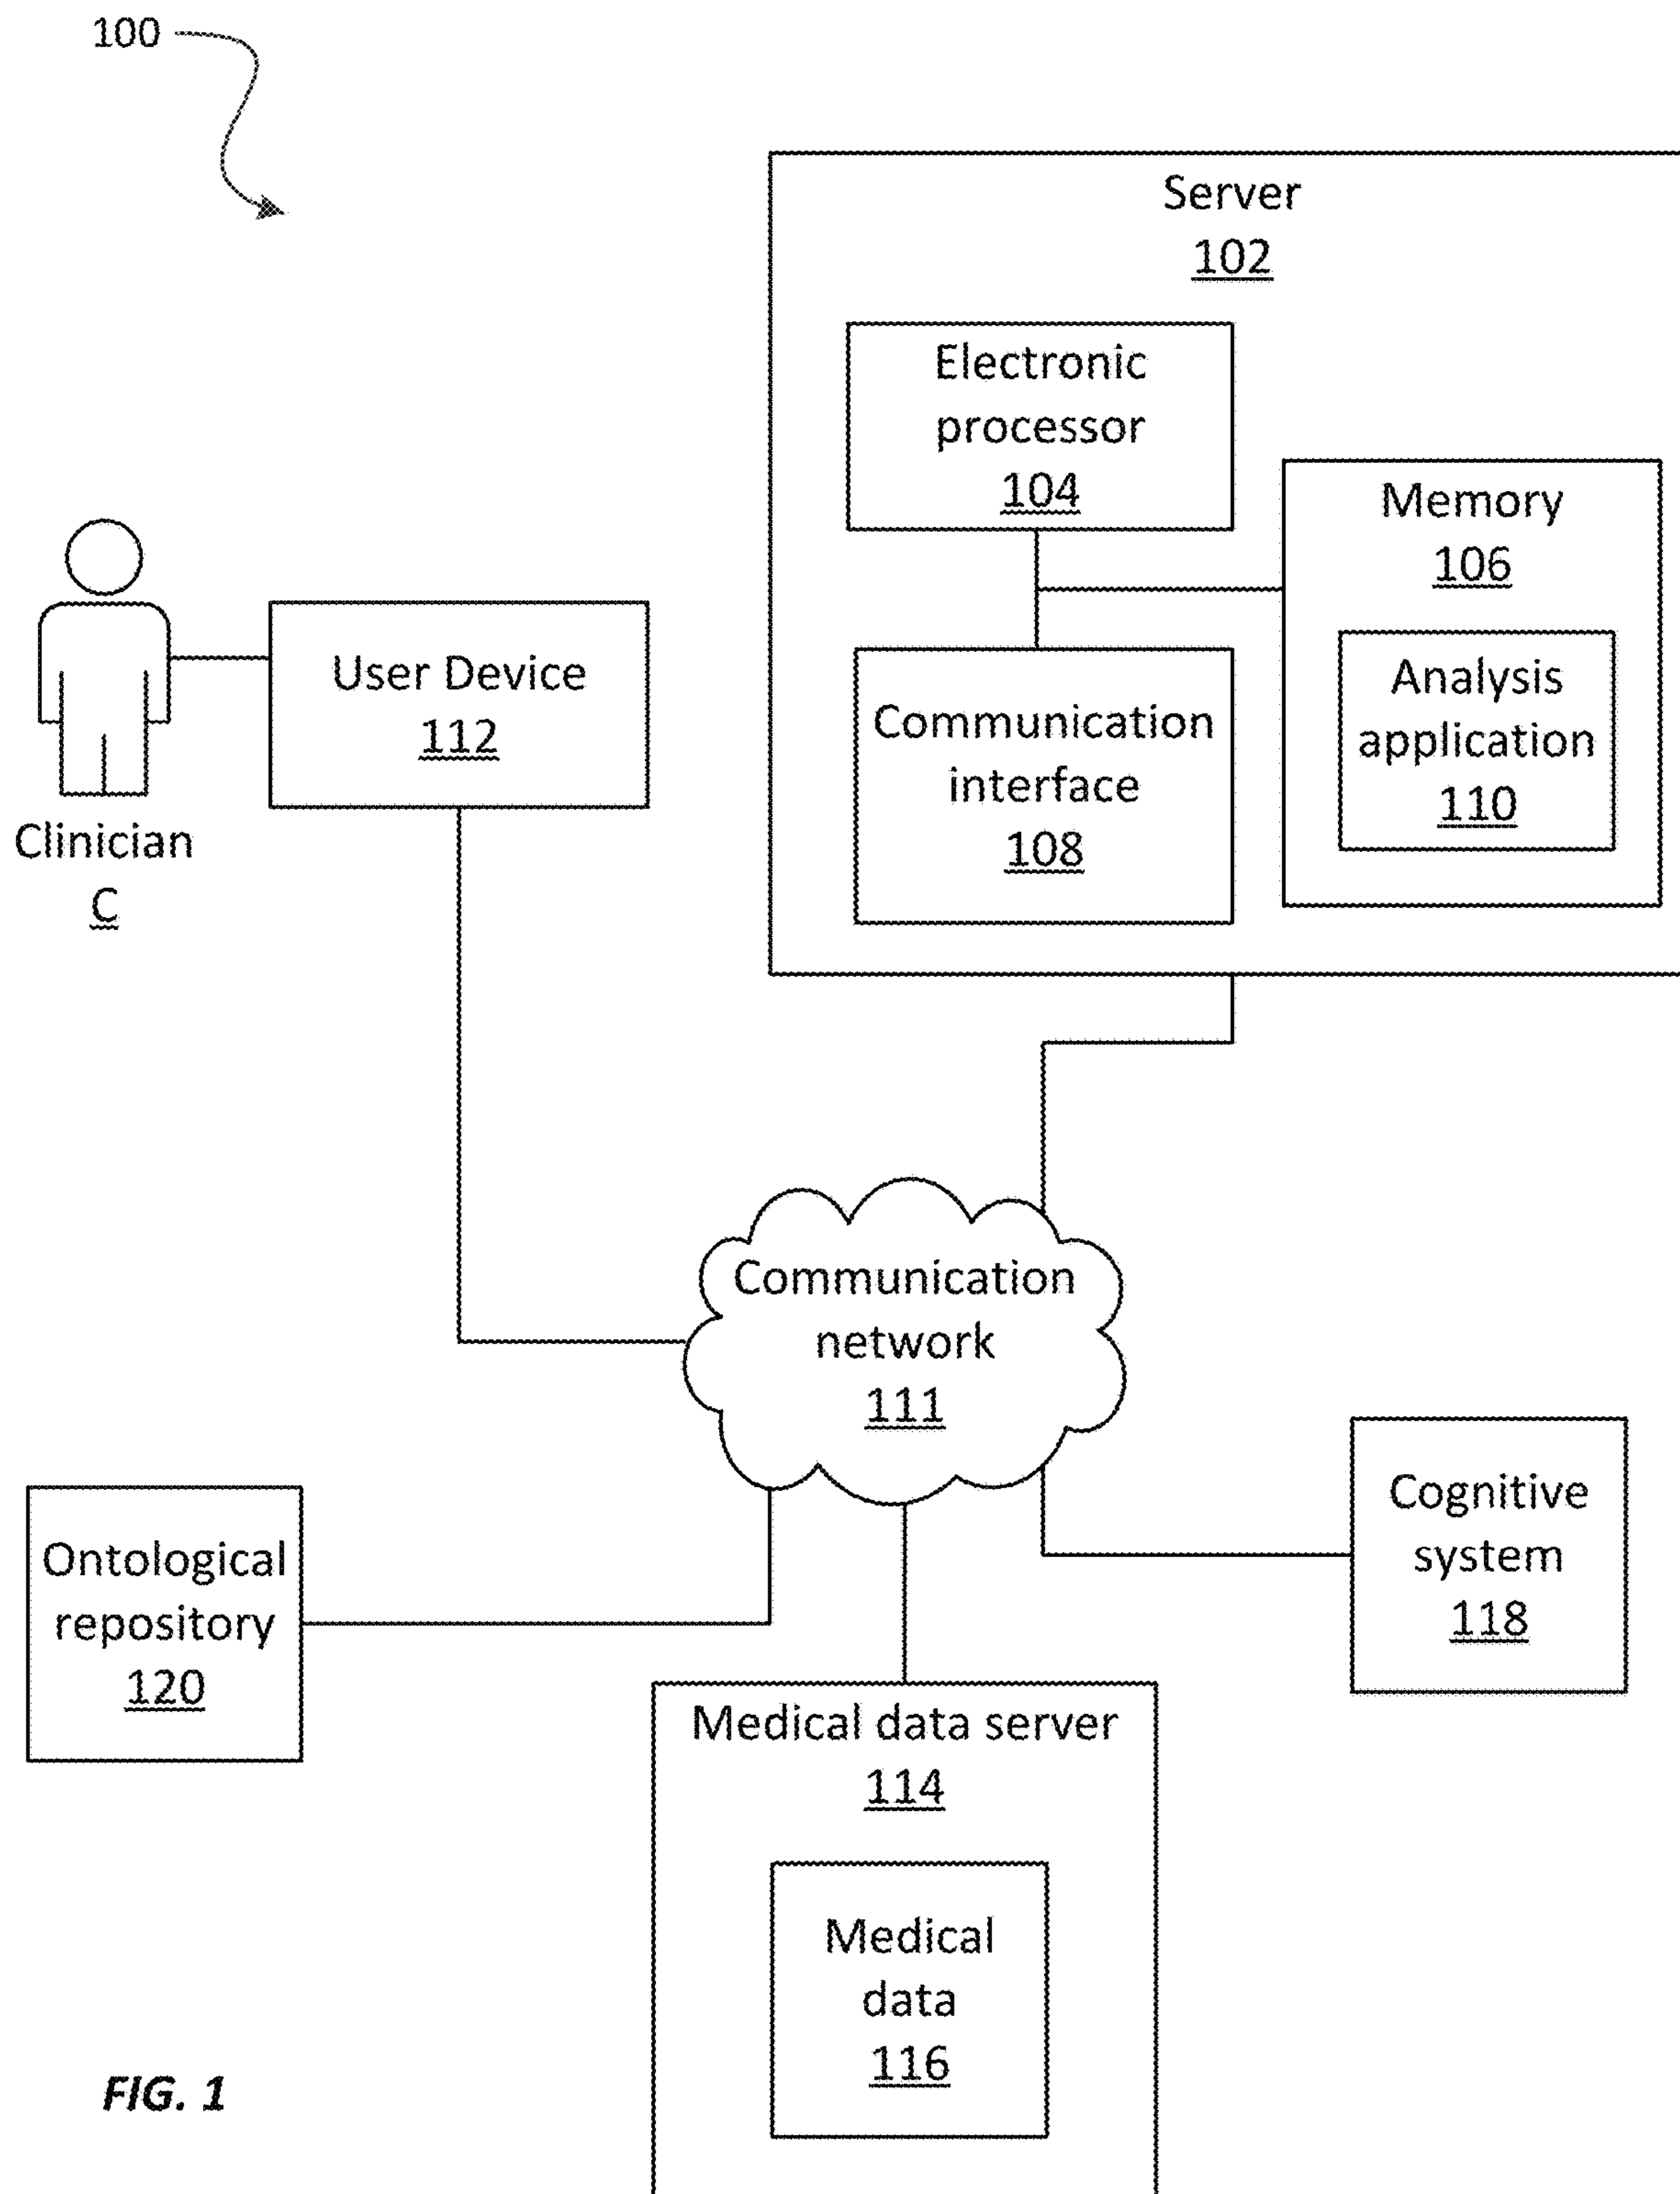 100
Server
102
Electronic
processor
104
Memory
106
Analysis
application
110
Communication
interface
108
User Device
112
Clinician
C
Communication
network
111
Cognitive
system
118
Ontological
repository
120
Medical data server
114
Medical
data
116
FIG. 1